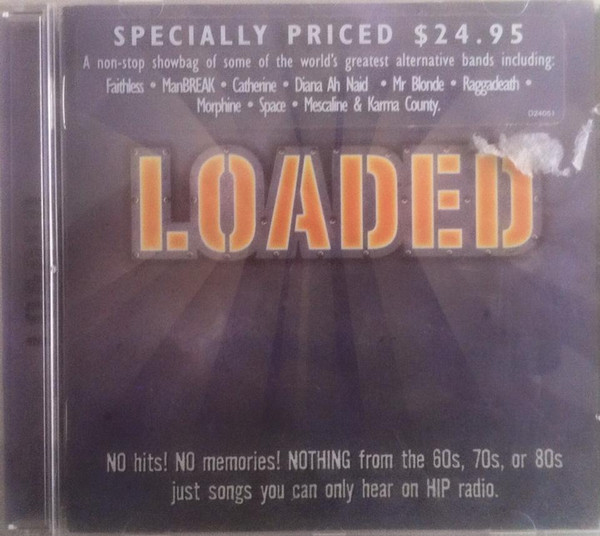 SPECIALLY PRICED $24.95
A non-stop showbag of some of the world's greatest alternative bands including:
Faithless • ManBREAK • Catherine • Diana Ah Naid • Mr Blonde • Raggadeath •
Morphine • Space • Mescaline & Karma County.
D24051
LOADED
NO hits! NO memories! NOTHING from the 60s, 70s, or 80s
just songs you can only hear on HIP radio.